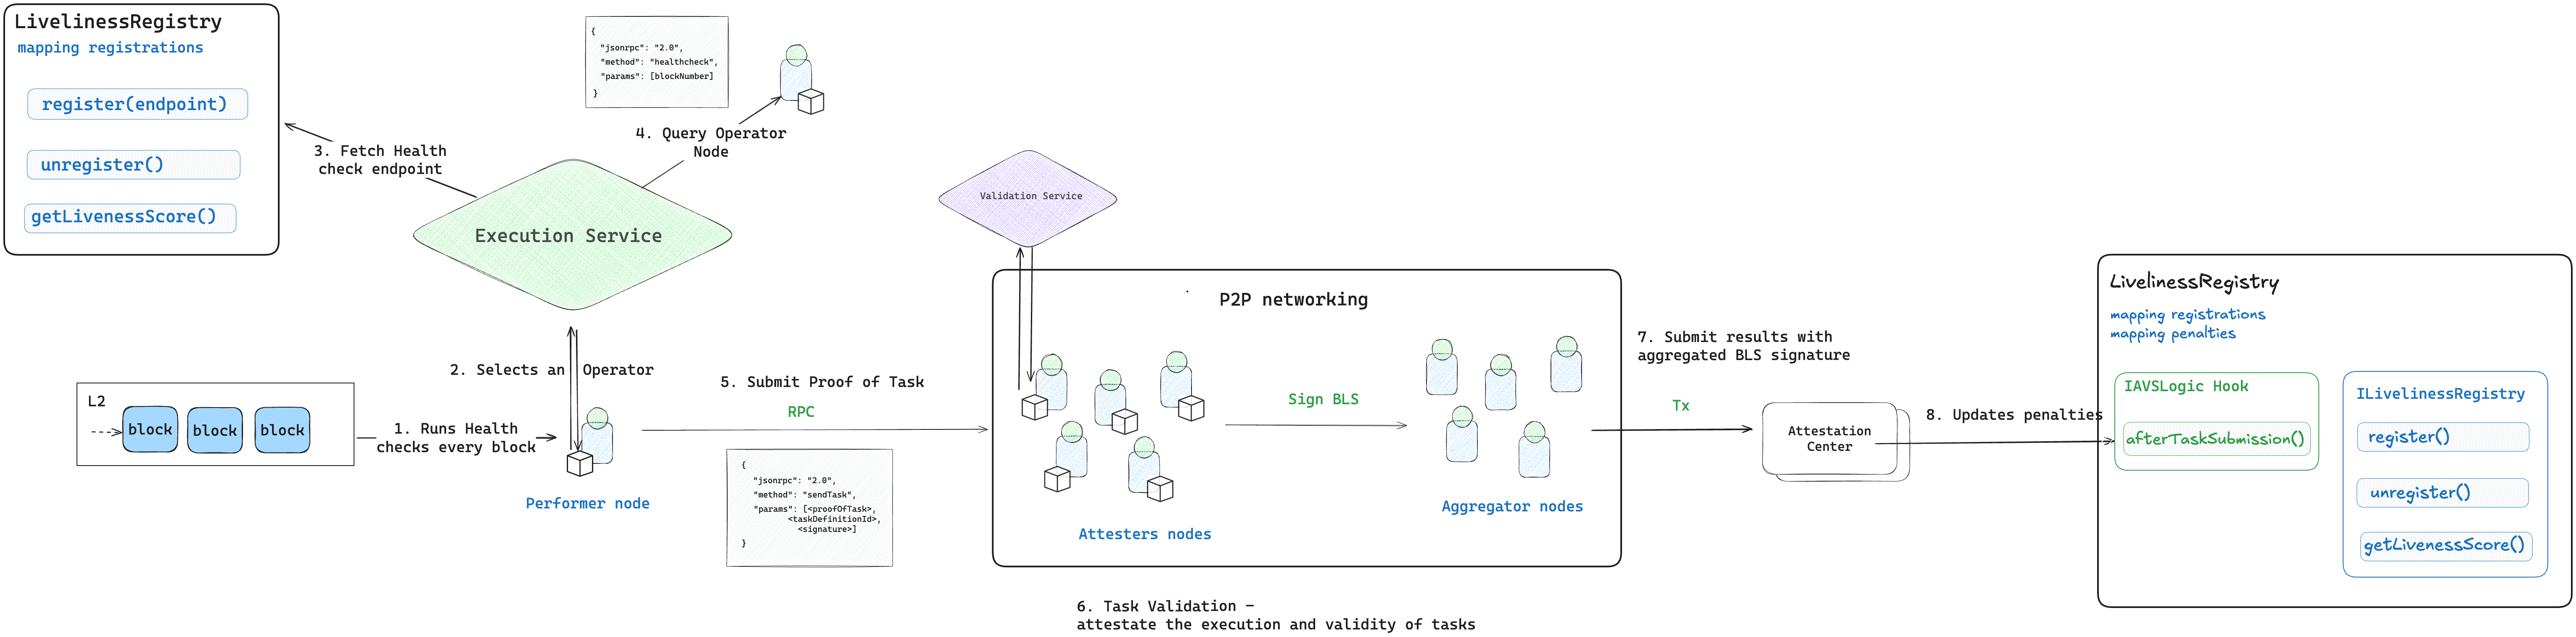 LivelinessRegistry
mapping registrations
register(endpoint)
unregister()
getLivenessScore()
3. Fetch Health
check endpoint
{
"jsonrpc": "2.0",
"method": "healthcheck",
"params": [blockNumber]
}
4. Query Operator
Node
Execution Service
2. Selects an Operator
L2
block
block
block
1. Runs Health
checks every block
Performer node
5. Submit Proof of Task
RPC
{
"jsonrpc": "2.0",
"method": "sendTask",
"params": [<proofOfTask>,
<taskDefinitionId>,
<signature>]
}
Validation Service
P2P networking
Sign BLS
Attesters nodes
Aggregator nodes
6. Task Validation –
attestate the execution and validity of tasks
7. Submit results with
aggregated BLS signature
Tx
Attestation
Center
8. Updates penalties
LivelinessRegistry
mapping registrations
mapping penalties
IAVSLogic Hook
afterTaskSubmission()
ILivelinessRegistry
register()
unregister()
getLivenessScore()